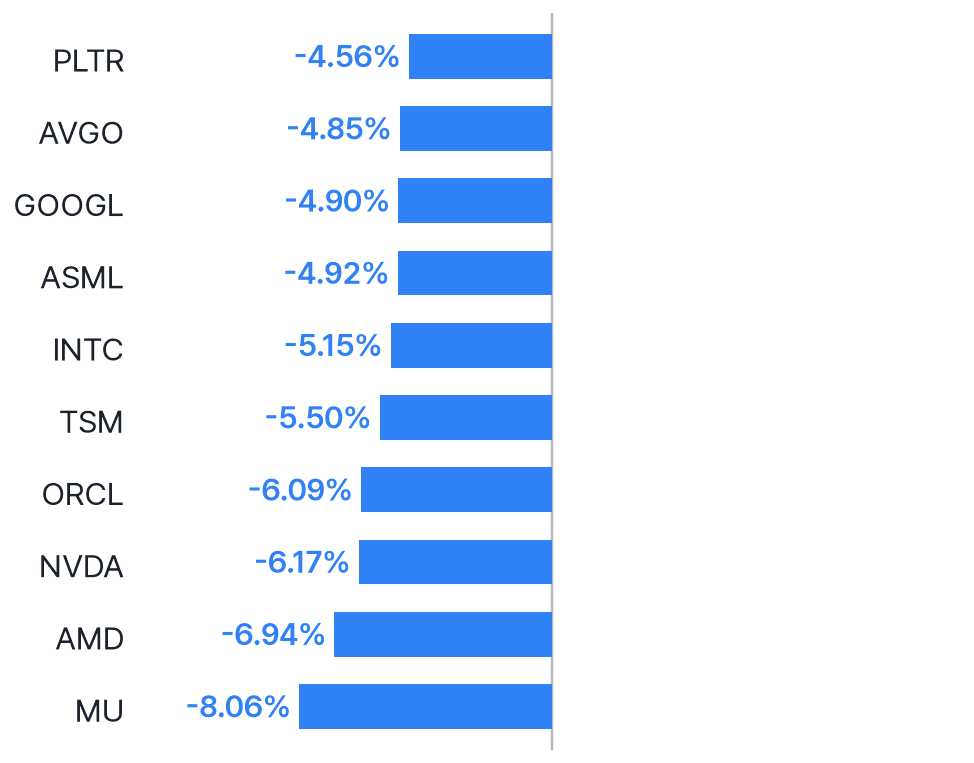 PLTR -4.56%
AVGO -4.85%
GOOGL -4.90%
ASML -4.92%
INTC -5.15%
TSM -5.50%
ORCL -6.09%
NVDA -6.17%
AMD -6.94%
MU -8.06%